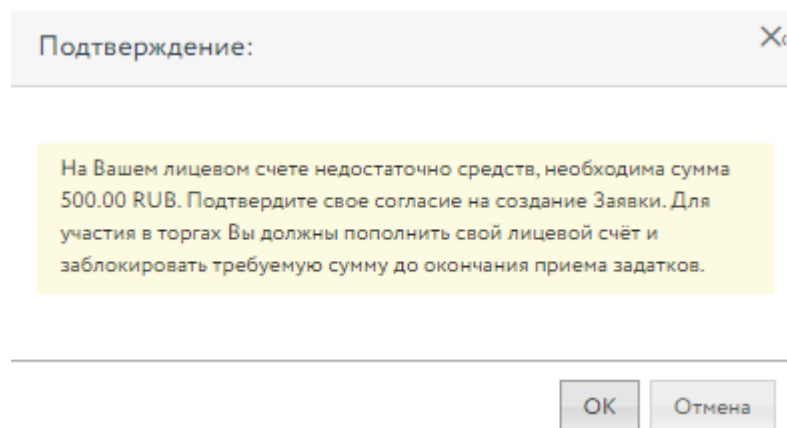 Подтверждение:
На Вашем лицевом счете недостаточно средств, необходима сумма
500.00 RUB. Подтвердите свое согласие на создание Заявки. Для
участия в торгах Вы должны пополнить свой лицевой счёт и
заблокировать требуемую сумму до окончания приема задатков.
ОК Отмена